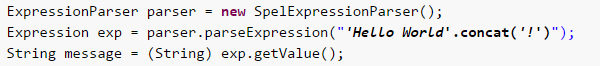 ExpressionParser parser = new SpelExpressionParser();
Expression exp = parser.parseExpression("'Hello World'.concat('!')");
String message = (String) exp.getValue();